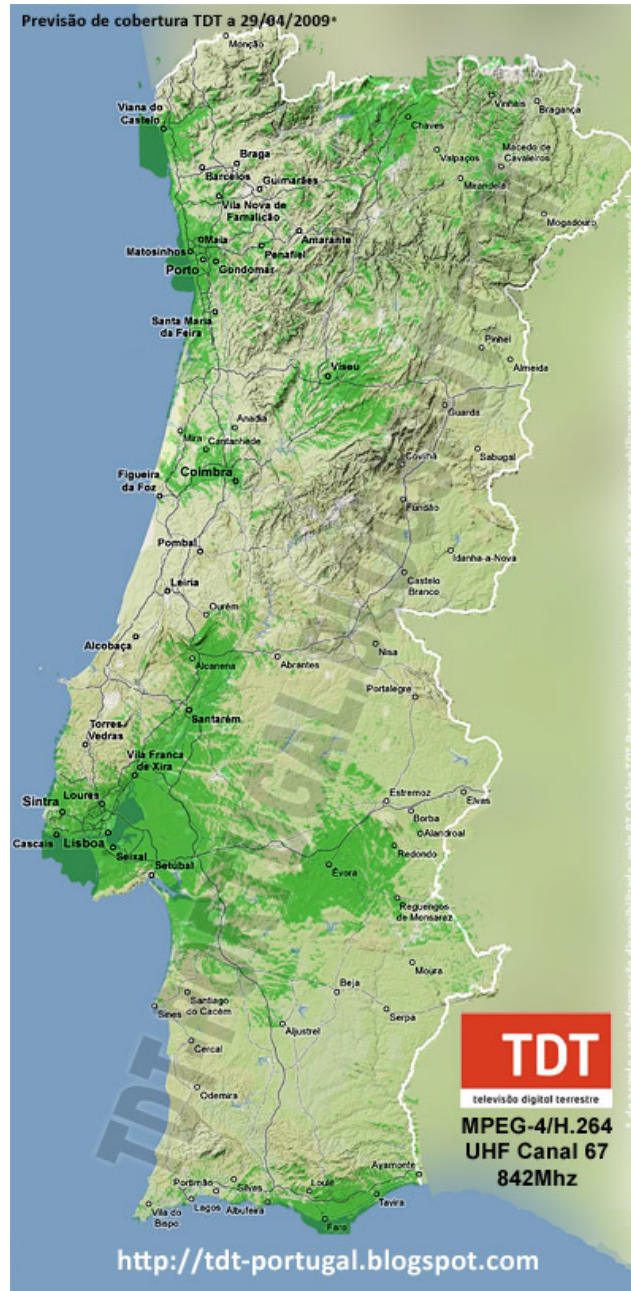 Previsão de cobertura TDT a 29/04/2009*
Monção
Viana do
Castelo
Vinhais
Bragança
Chaves
Braga
Barcelos
Guimarães
Valpaços
Macedo de
Cavaleiros
Mirandela
Vila Nova de
Famalicão
Mogadouro
Maia
Amarante
Matosinhos
Penafiel
Porto
Gondomar
Santa Maria
da Feira
Pinhel
Almeida
Viseu
Guarda
Anadia
Mira
Cantanhede
Sabugal
Covilhã
Coimbra
Figueira
da Foz
Fundão
Pombal
Idanha-a-Nova
Castelo
Branco
Leiria
Ourém
Alcobaça
Nisa
Alcanena
Abrantes
Portalegre
Santarém
Torres
Vedras
Vila Franca
de Xira
Estremoz
Elvas
Sintra
Loures
Borba
Alandroal
Cascais
Lisboa
Seixal
Redondo
Setúbal
Évora
Reguengos
de Monsaraz
Moura
Beja
Santiago
do Cacém
Sines
Serpa
Aljustrel
Cercal
Odemira
TDT
televisão digital terrestre
MPEG-4/H.264
UHF Canal 67
842Mhz
Ayamonte
Portimão
Silves
Loulé
Tavira
Vila do
Bispo
Lagos
Albufeira
Faro
http://tdt-portugal.blogspot.com